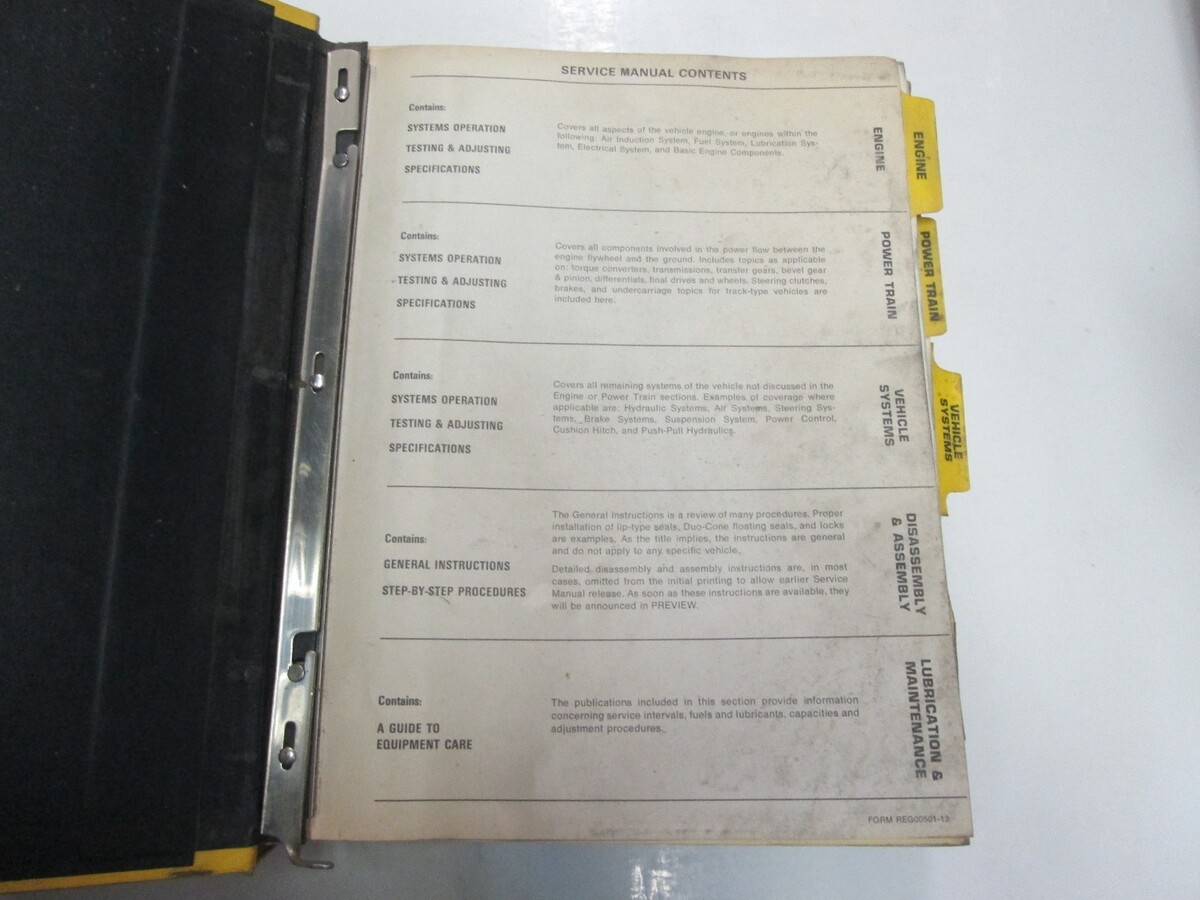 SERVICE MANUAL CONTENTS
Contains:
SYSTEMS OPERATION
TESTING & ADJUSTING
SPECIFICATIONS
Covers all aspects of the vehicle engine, or engines within the
following: Air Induction System, Fuel System, Lubrication Sys-
tem, Electrical System, and Basic Engine Components.
ENGINE
ENGINE
Contains:
SYSTEMS OPERATION
TESTING & ADJUSTING
SPECIFICATIONS
Covers all components involved in the power flow between the
engine flywheel and the ground. Includes topics as applicable
on: torque converters, transmissions, transfer gears, bevel gear
& pinion, differentials, final drives and wheels. Steering clutches,
brakes, and undercarriage topics for track-type vehicles are
included here.
POWER TRAIN
POWER TRAIN
Contains:
SYSTEMS OPERATION
TESTING & ADJUSTING
SPECIFICATIONS
Covers all remaining systems of the vehicle not discussed in the
Engine or Power Train sections. Examples of coverage where
applicable are: Hydraulic Systems, Air Systems, Steering Sys-
tems, Brake Systems, Suspension System, Power Control,
Cushion Hitch, and Push-Pull Hydraulics.
VEHICLE
SYSTEMS
VEHICLE
SYSTEMS
Contains:
GENERAL INSTRUCTIONS
STEP-BY-STEP PROCEDURES
The General Instructions is a review of many procedures. Proper
installation of lip-type seals, Duo-Cone floating seals, and locks
are examples. As the title implies, the instructions are general
and do not apply to any specific vehicle.
Detailed disassembly and assembly instructions are, in most
cases, omitted from the initial printing to allow earlier Service
Manual release. As soon as these instructions are available, they
will be announced in PREVIEW.
DISASSEMBLY
& ASSEMBLY
Contains:
A GUIDE TO
EQUIPMENT CARE
The publications included in this section provide information
concerning service intervals, fuels and lubricants, capacities and
adjustment procedures.
LUBRICATION &
MAINTENANCE
FORM REG00501-13